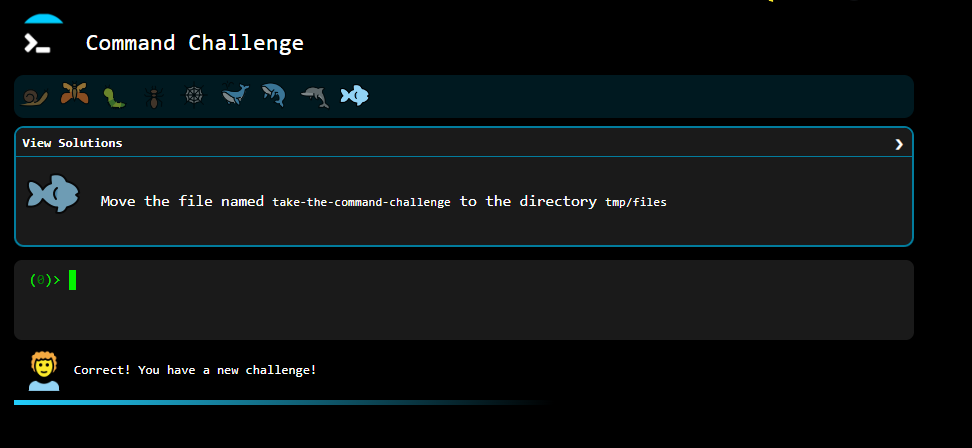 Command Challenge
View Solutions
Move the file named take-the-command-challenge to the directory tmp/files
(0)>
Correct! You have a new challenge!